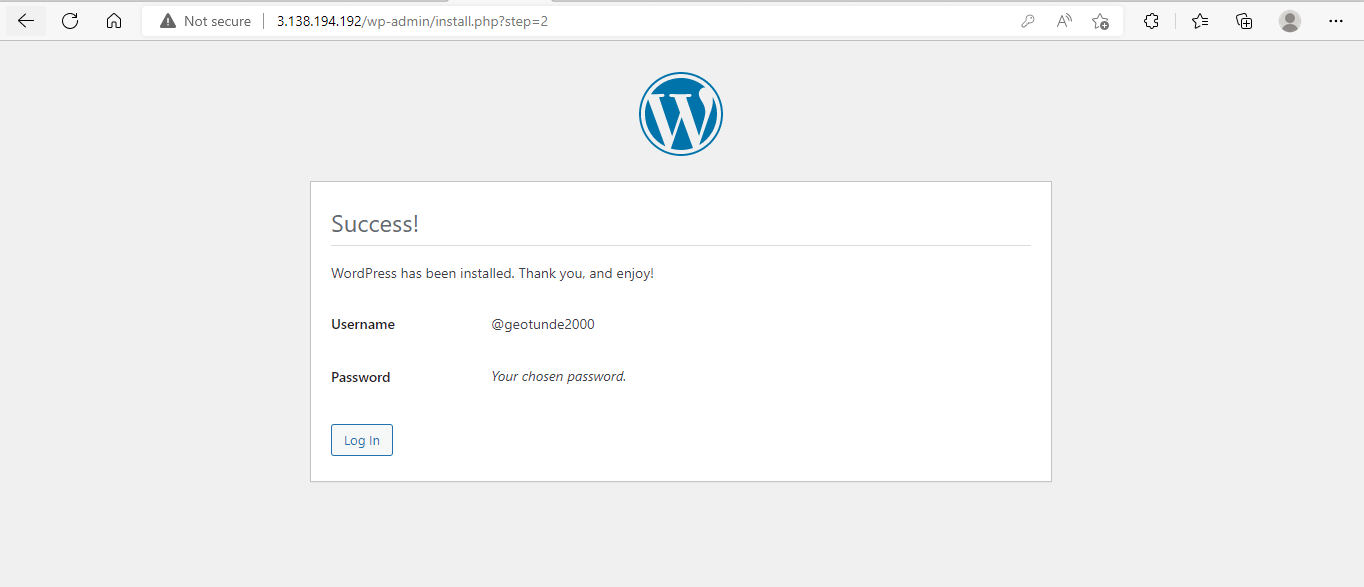 Not secure 3.138.194.192/wp-admin/install.php?step=2
Success!
WordPress has been installed. Thank you, and enjoy!
Username @geotunde2000
Password Your chosen password.
Log In